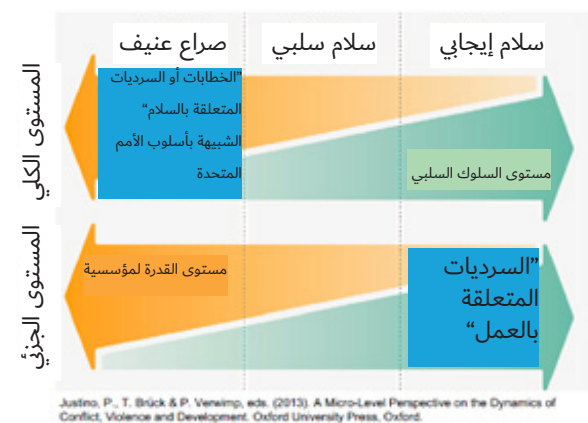 سلام إيجابي
سلام سلبي
صراع عنيف
المستوى الكلي
"الخطابات أو السرديات
المتعلقة بالسلام"
الشبيهة بأسلوب الأمم
المتحدة
مستوى السلوك السلبي
المستوى الجزئي
مستوى القدرة لمؤسسية
"السرديات
المتعلقة
بالعمل"
Justino, P., T. Brück & P. Verwimp, eds. (2013). A Micro-Level Perspective on the Dynamics of
Conflict, Violence and Development. Oxford University Press, Oxford.